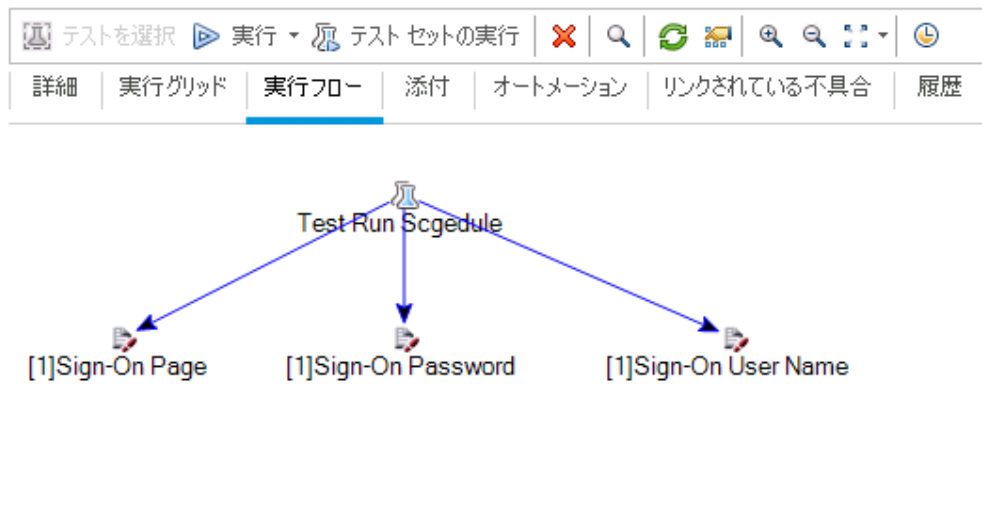 テストを選択 実行 テスト セットの実行
詳細 実行グリッド 実行フロー 添付 オートメーション リンクされている不具合 履歴
Test Run Scgedule
[1]Sign-On Page [1]Sign-On Password [1]Sign-On User Name